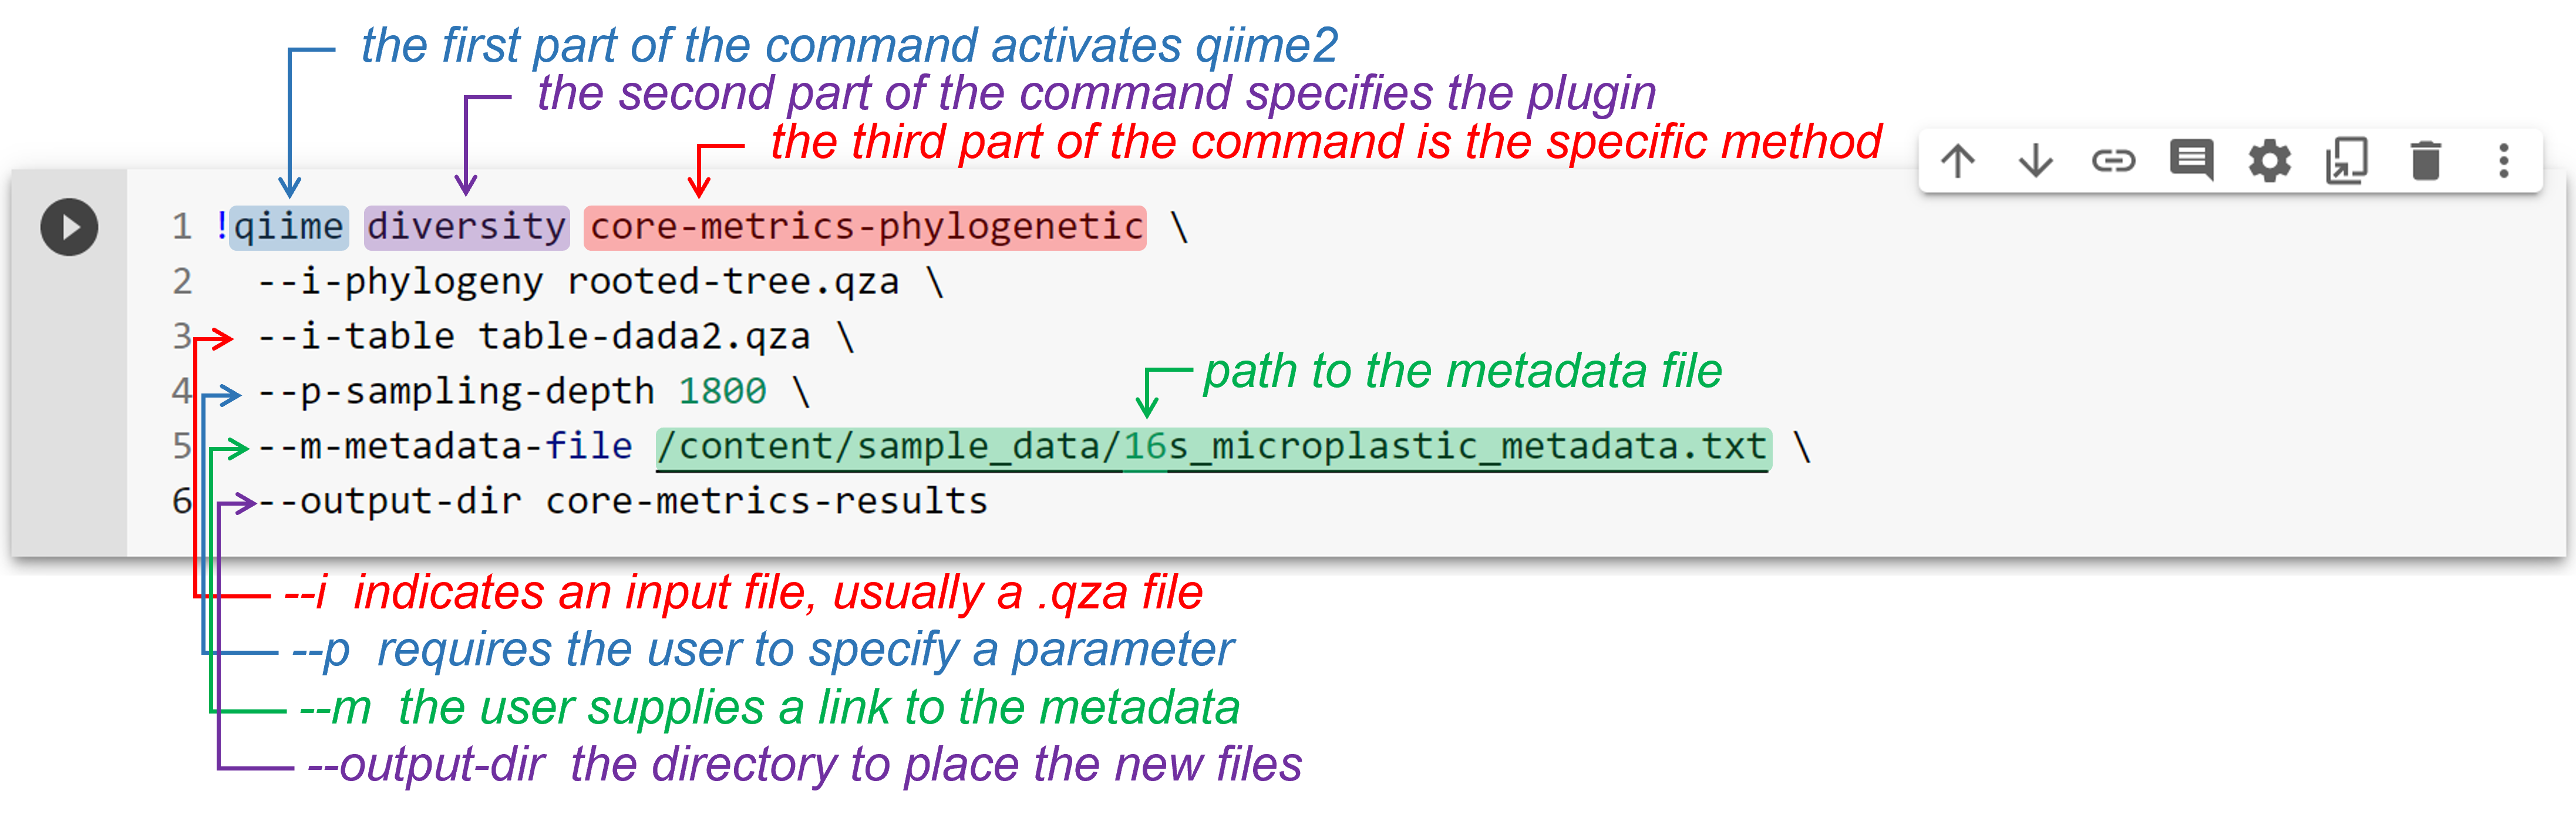 the first part of the command activates qiime2
the second part of the command specifies the plugin
the third part of the command is the specific method
1 !qiime diversity core-metrics-phylogenetic \
2 --i-phylogeny rooted-tree.qza \
3 --i-table table-dada2.qza \
path to the metadata file
4 --p-sampling-depth 1800 \
5 --m-metadata-file /content/sample_data/16s_microplastic_metadata.txt \
6 --output-dir core-metrics-results
--i indicates an input file, usually a .qza file
--p requires the user to specify a parameter
--m the user supplies a link to the metadata
--output-dir the directory to place the new files